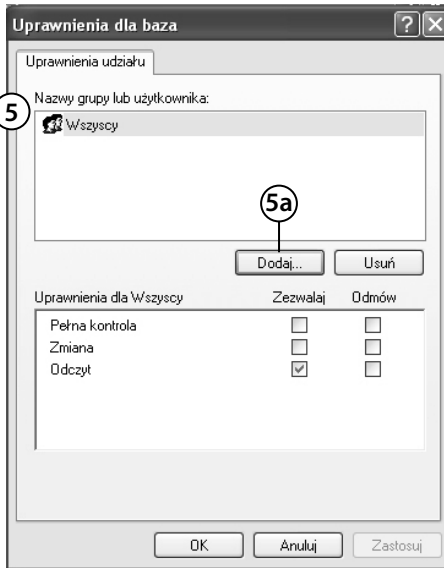 Uprawnienia dla baza
Uprawnienia udziału
Nazwy grupy lub użytkownika:
5
Wszyscy
5a
Dodaj... Usuń
Uprawnienia dla Wszyscy Zezwalaj Odmów
Pełna kontrola
Zmiana
Odczyt
OK Anuluj Zastosuj